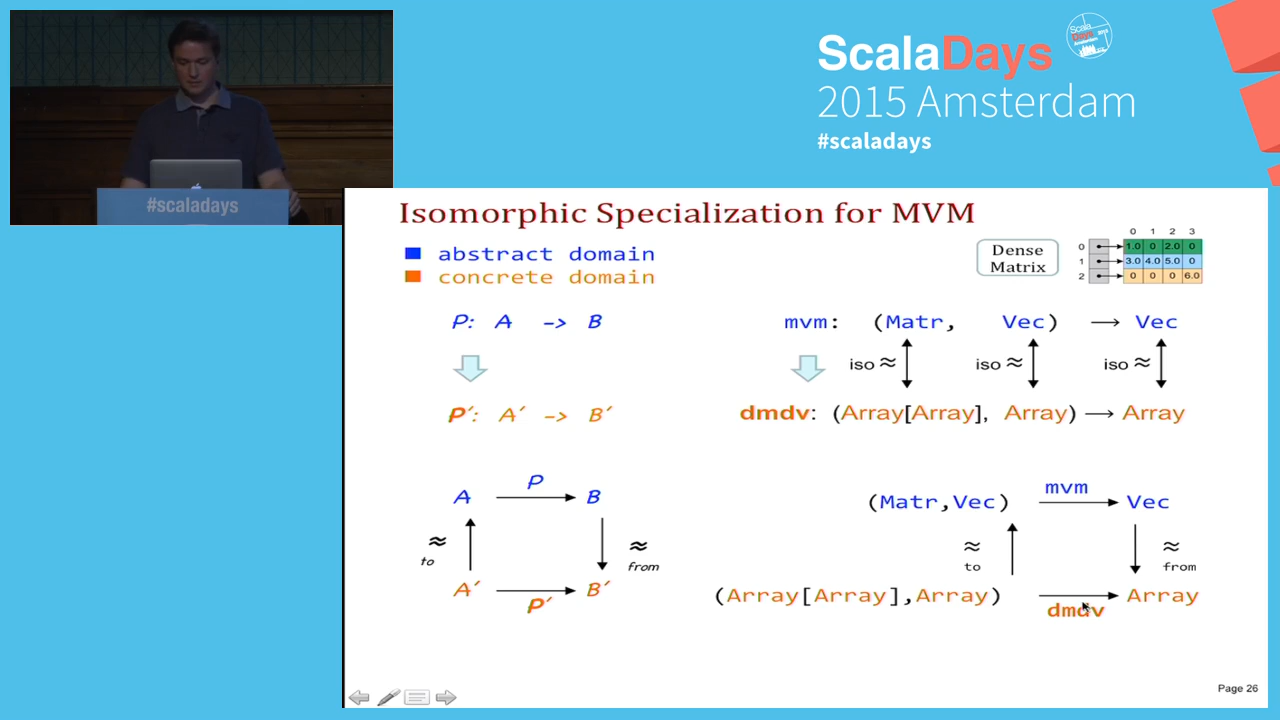 ScalaDays
2015 Amsterdam
#scaladays
Scala
Days 2015
#scaladays
Isomorphic Specialization for MVM
abstract domain
concrete domain
Dense
Matrix
0 1 2 3
0 1.0 0 2.0 0
1 3.0 4.0 5.0 0
2 0 0 0 6.0
P: A -> B
mvm: (Matr, Vec) → Vec
iso ≈ iso ≈ iso ≈
P′: A′ -> B′
dmdv: (Array[Array], Array) → Array
A P B
(Matr,Vec) mvm Vec
≈ to ≈ from
≈ to ≈ from
A′ P′ B′
(Array[Array],Array) dmdv Array
Page 26